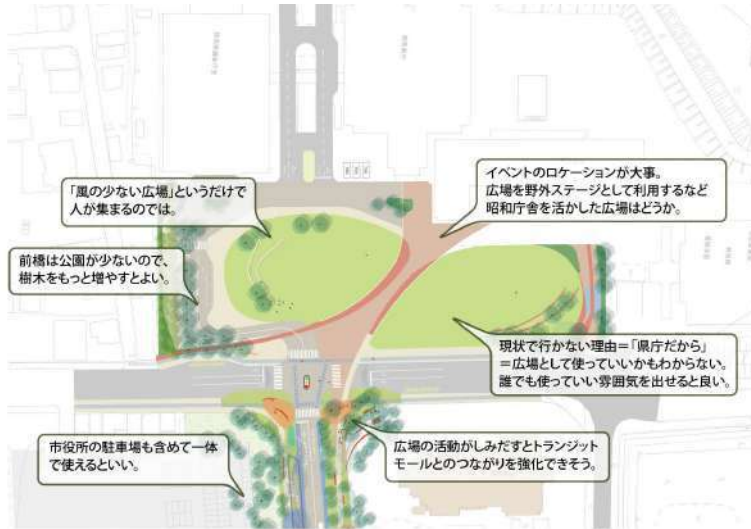 「風の少ない広場」というだけで
人が集まるのでは。
イベントのロケーションが大事。
広場を野外ステージとして利用するなど
昭和庁舎を活かした広場はどうか。
前橋は公園が少ないので、
樹木をもっと増やすとよい。
現状で行かない理由=「県庁だから」
=広場として使っていいかもわからない。
誰でも使っていい雰囲気を出せると良い。
市役所の駐車場も含めて一体
で使えるといい。
広場の活動がしみだすとトランジット
モールとのつながりを強化できそう。